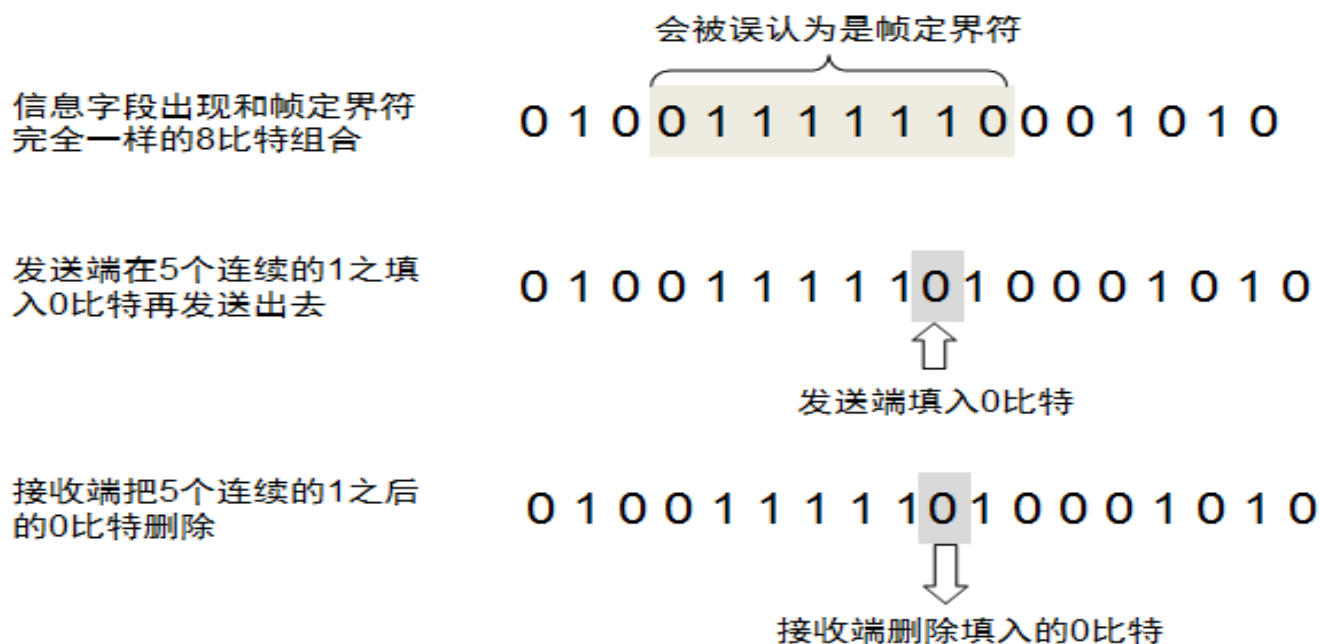 会被误认为是帧定界符
信息字段出现和帧定界符
完全一样的8比特组合
0 1 0 0 1 1 1 1 1 1 0 0 0 1 0 1 0
发送端在5个连续的1之填
入0比特再发送出去
0 1 0 0 1 1 1 1 1 0 1 0 0 0 1 0 1 0
发送端填入0比特
接收端把5个连续的1之后
的0比特删除
0 1 0 0 1 1 1 1 1 0 1 0 0 0 1 0 1 0
接收端删除填入的0比特